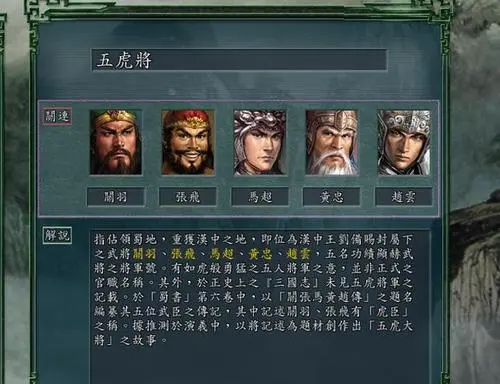 五虎將
關連
關羽 張飛 馬超 黃忠 趙雲
解說
指佔領蜀地，重獲漢中之地，即位為漢中王劉備賜封屬下
之武將關羽、張飛、馬超、黃忠、趙雲，五名功績顯赫武
將之將軍號。有如虎般勇猛之五人將軍之意，並非正式之
官職名稱。其外，於正史上之『三國志』未見五虎將軍之
記載。於「蜀書」第六卷中，以「關張馬黃趙傳」之題名
編纂其五位武臣之傳記，其中記述關羽、張飛有「虎臣」
之稱。據推測於演義中，以將記述為題材創作出「五虎大
將」之故事。